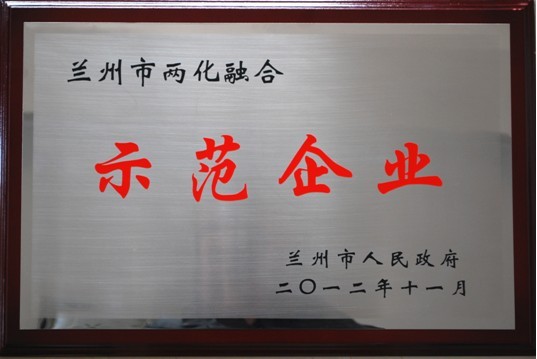 兰州市两化融合
示范企业
兰州市人民政府
二〇一二年十一月